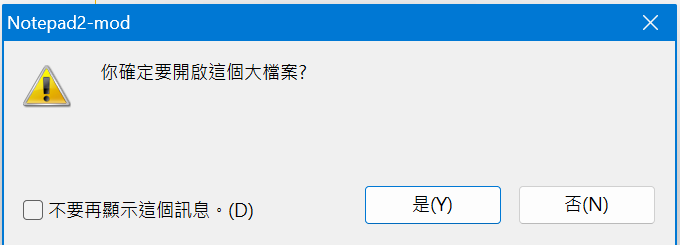 Notepad2-mod
你確定要開啟這個大檔案?
不要再顯示這個訊息。(D)
是(Y)
否(N)